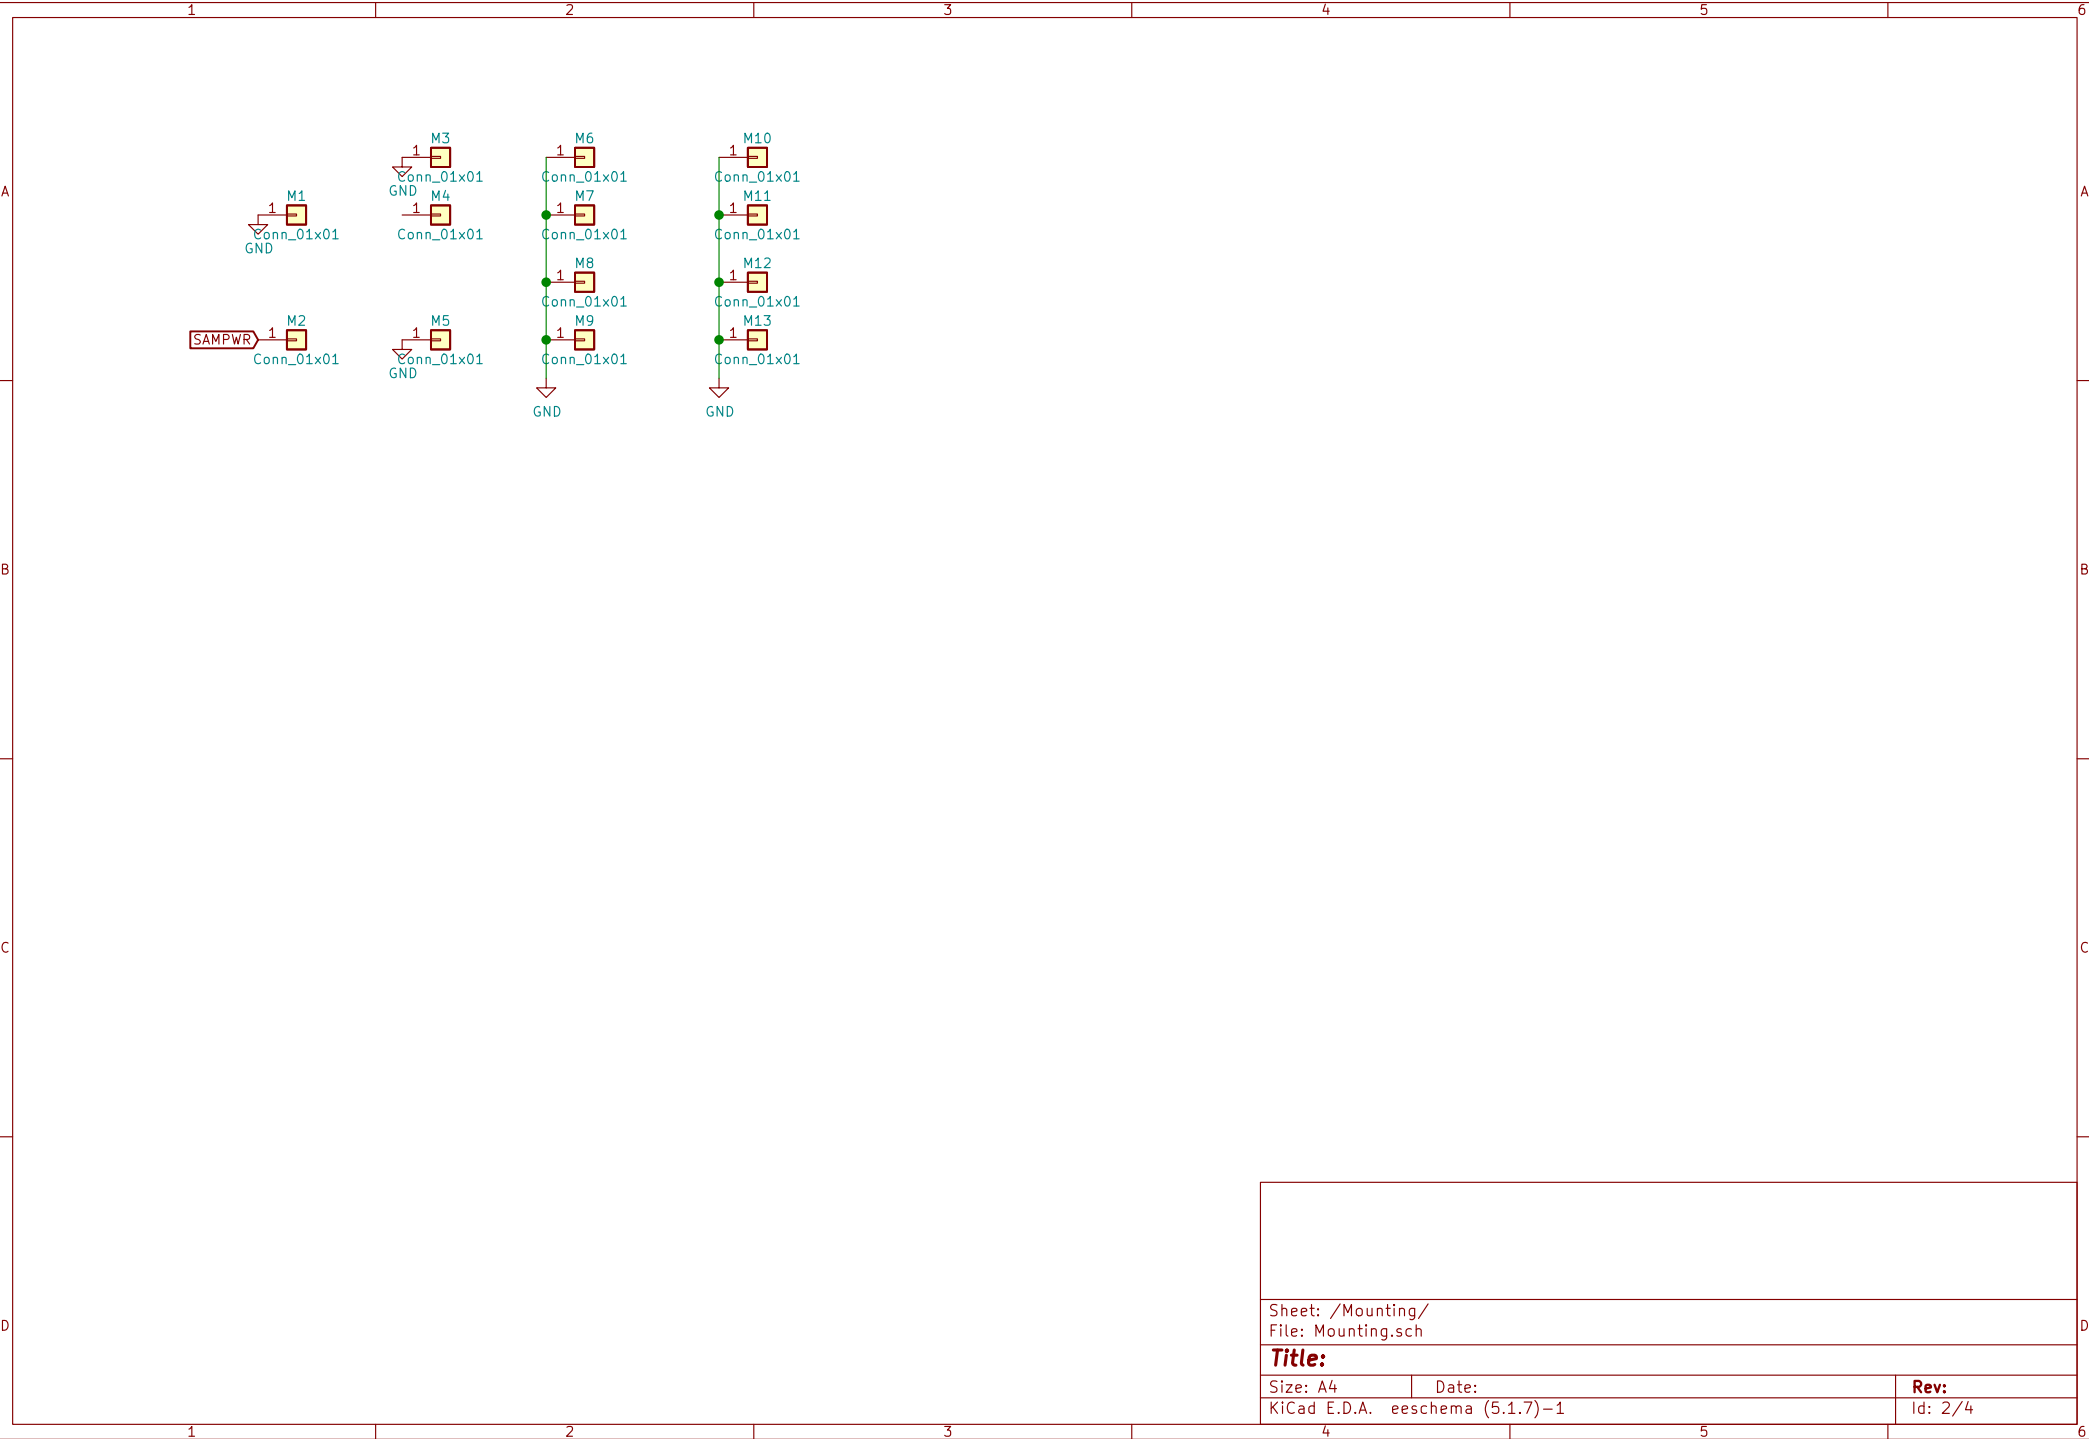 1 2 3 4 5 6
M3 M6 M10
1 1 1
Conn_01x01 Conn_01x01 Conn_01x01
A GND A
M1 M4 M7 M11
1 1 1 1
Conn_01x01 Conn_01x01 Conn_01x01 Conn_01x01
GND
M8 M12
1 1
Conn_01x01 Conn_01x01
M2 M5 M9 M13
SAMPWR 1 1 1 1
Conn_01x01 Conn_01x01 Conn_01x01 Conn_01x01
GND
GND GND
B B
C C
Sheet: /Mounting/
D D
File: Mounting.sch
Title:
Size: A4 Date: Rev:
KiCad E.D.A. eeschema (5.1.7)-1 Id: 2/4
1 2 3 4 5 6